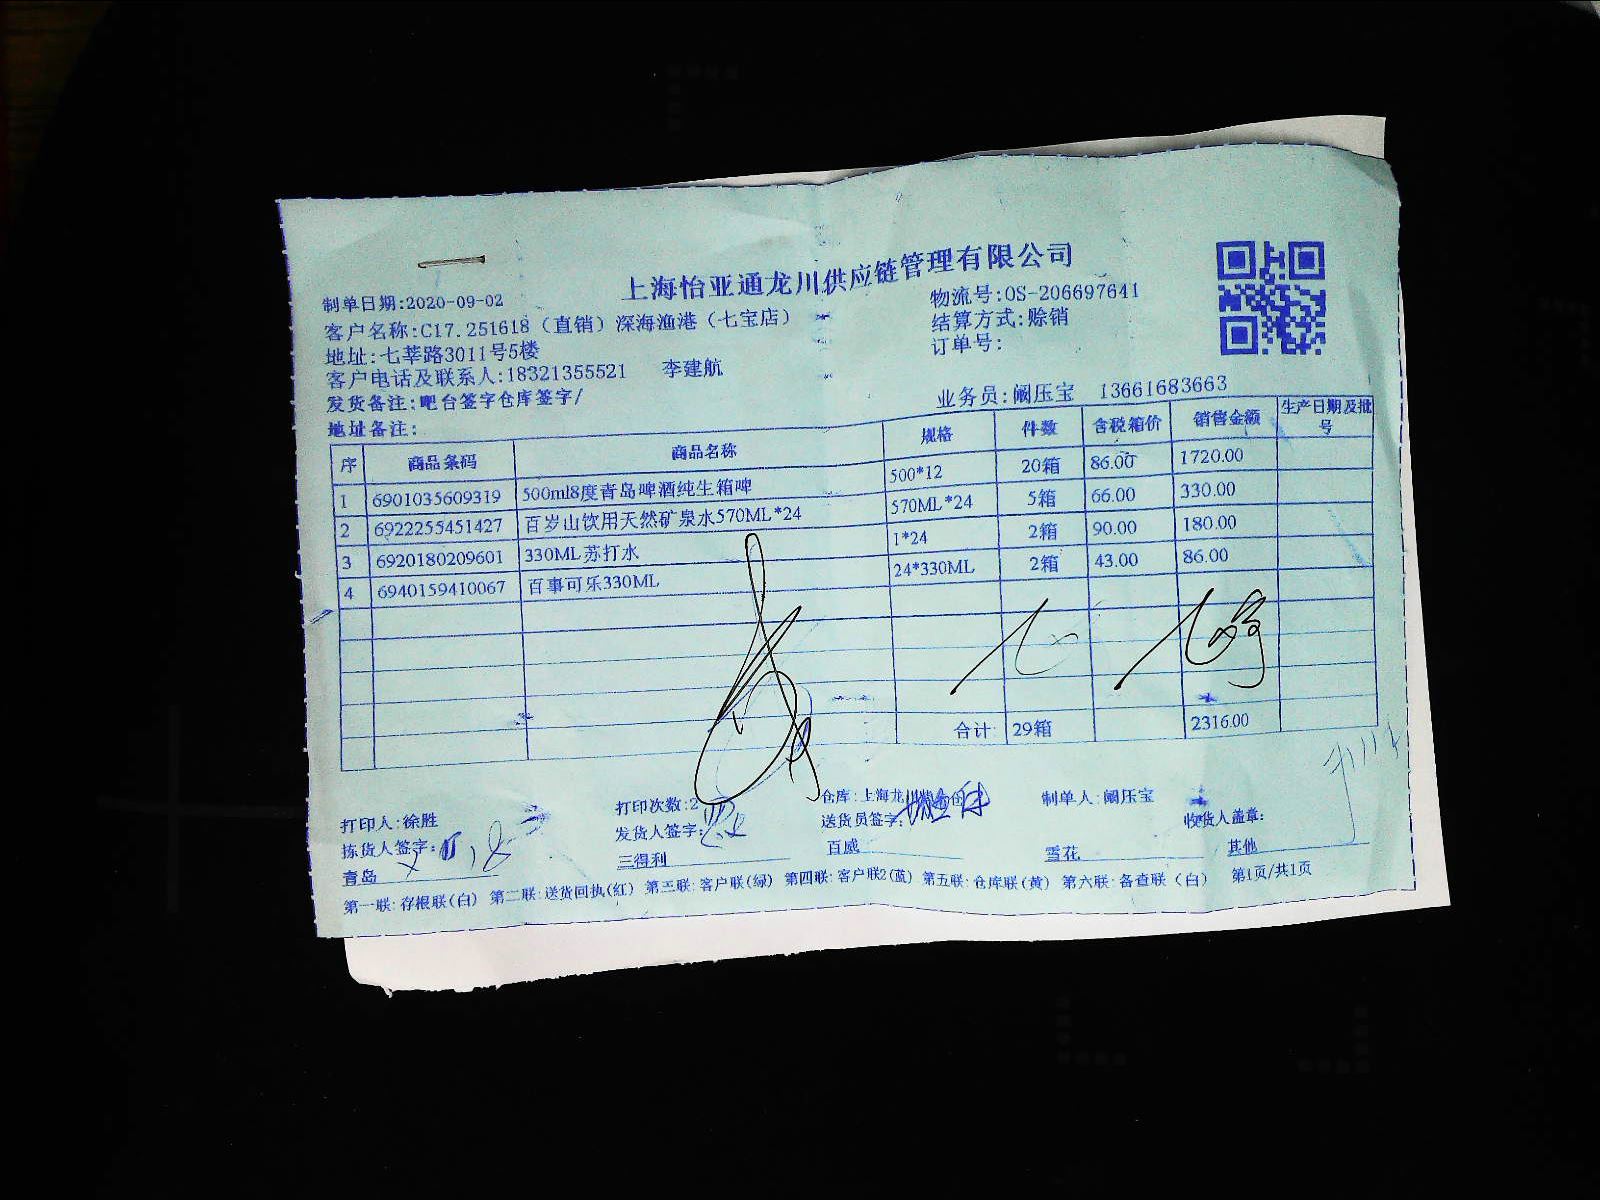 上海怡亚通龙川供应链管理有限公司
制单日期:2020-09-02
物流号:OS-206697641
客户名称:C17.251618（直销）深海渔港（七宝店）
结算方式:赊销
地址:七莘路3011号5楼
订单号:
客户电话及联系人:18321355521 李建航
发货备注:吧台签字仓库签字/
业务员:阚压宝 13661683663
地址备注:
序 商品条码 商品名称 规格 件数 含税箱价 销售金额 生产日期及批号
1 6901035609319 500ml8度青岛啤酒纯生箱啤 500*12 20箱 86.00 1720.00
2 6922255451427 百岁山饮用天然矿泉水570ML*24 570ML*24 5箱 66.00 330.00
3 6920180209601 330ML苏打水 1*24 2箱 90.00 180.00
4 6940159410067 百事可乐330ML 24*330ML 2箱 43.00 86.00
合计 29箱 2316.00
打印人:徐胜 打印次数:2 仓库:上海龙川 制单人:阚压宝
拣货人签字: 发货人签字: 送货员签字: 收货人盖章:
青岛 三得利 百威 雪花 其他
第一联:存根联(白) 第二联:送货回执(红) 第三联:客户联(绿) 第四联:客户联2(蓝) 第五联:仓库联(黄) 第六联:备查联(白) 第1页/共1页